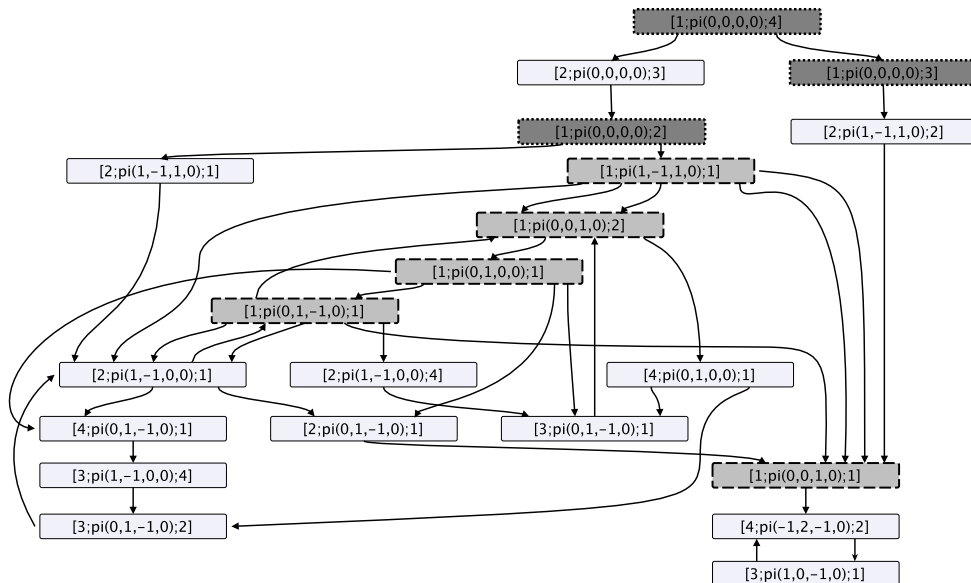 [1;pi(0,0,0,0);4]
[2;pi(0,0,0,0);3]
[1;pi(0,0,0,0);3]
[1;pi(0,0,0,0);2]
[2;pi(1,−1,1,0);2]
[2;pi(1,−1,1,0);1]
[1;pi(1,−1,1,0);1]
[1;pi(0,0,1,0);2]
[1;pi(0,1,0,0);1]
[1;pi(0,1,−1,0);1]
[2;pi(1,−1,0,0);1]
[2;pi(1,−1,0,0);4]
[4;pi(0,1,0,0);1]
[4;pi(0,1,−1,0);1]
[2;pi(0,1,−1,0);1]
[3;pi(0,1,−1,0);1]
[3;pi(1,−1,0,0);4]
[1;pi(0,0,1,0);1]
[3;pi(0,1,−1,0);2]
[4;pi(−1,2,−1,0);2]
[3;pi(1,0,−1,0);1]